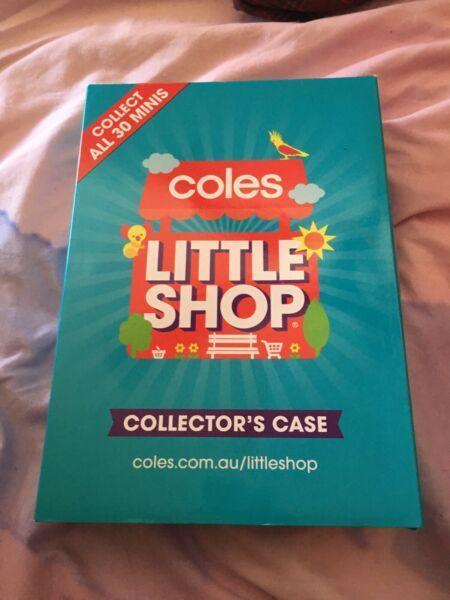 COLLECT
ALL 30 MINIS
coles
LITTLE
SHOP®
COLLECTOR'S CASE
coles.com.au/littleshop